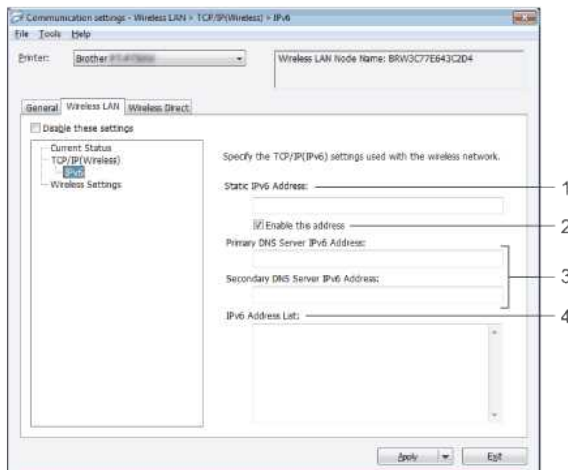 Communication settings - Wireless LAN > TCP/IP(Wireless) > IPv6
File Tools Help
Printer: Brother
Wireless LAN Node Name: BRW3C77E643C2D4
General Wireless LAN Wireless Direct
Disable these settings
Current Status
TCP/IP(Wireless)
IPv6
Wireless Settings
Specify the TCP/IP(IPv6) settings used with the wireless network.
Static IPv6 Address: 1
Enable this address 2
Primary DNS Server IPv6 Address:
3
Secondary DNS Server IPv6 Address:
IPv6 Address List: 4
Apply Exit